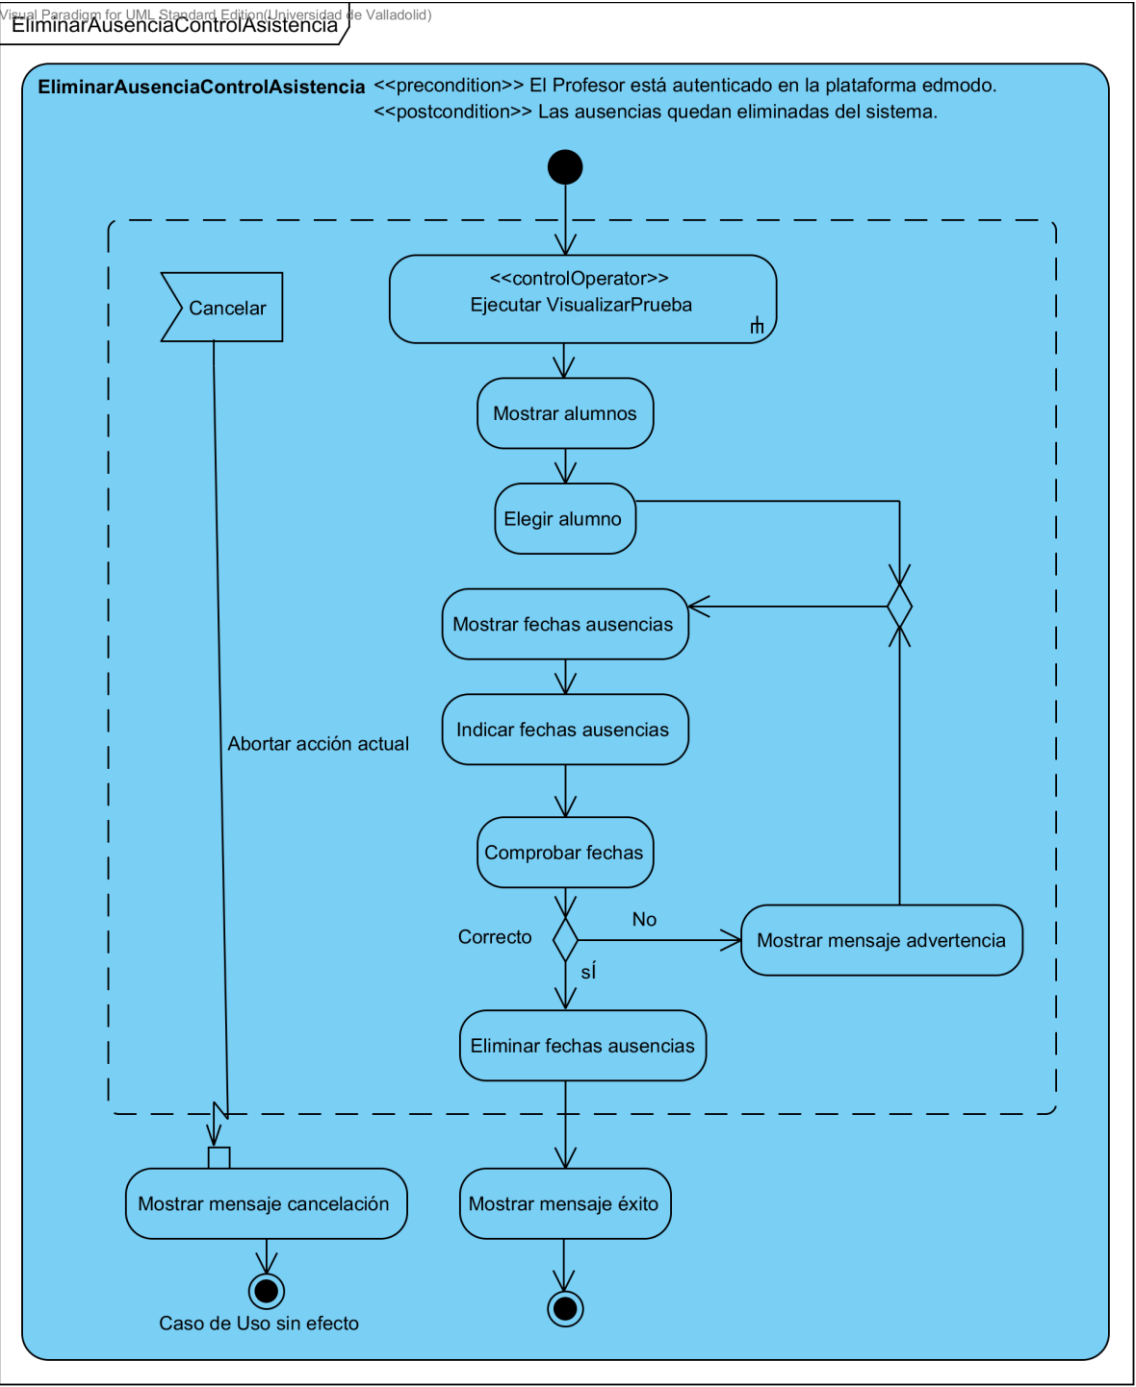 Visual Paradigm for UML Standard Edition(Universidad de Valladolid)
EliminarAusenciaControlAsistencia
EliminarAusenciaControlAsistencia <<precondition>> El Profesor está autenticado en la plataforma edmodo.
<<postcondition>> Las ausencias quedan eliminadas del sistema.
<<controlOperator>>
Ejecutar VisualizarPrueba
Cancelar
Mostrar alumnos
Elegir alumno
Mostrar fechas ausencias
Indicar fechas ausencias
Abortar acción actual
Comprobar fechas
No
Correcto
Mostrar mensaje advertencia
sÍ
Eliminar fechas ausencias
Mostrar mensaje cancelación
Mostrar mensaje éxito
Caso de Uso sin efecto